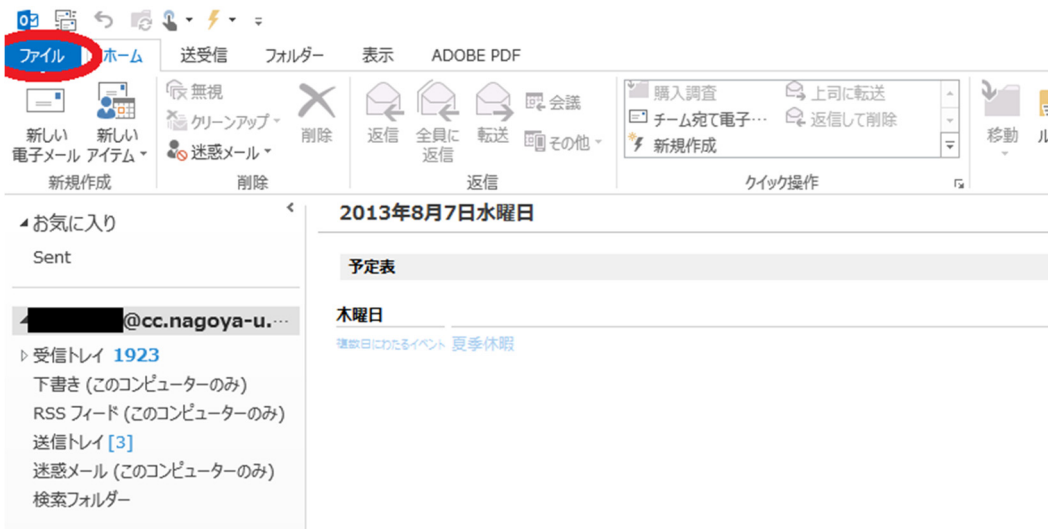 ファイル ホーム 送受信 フォルダー 表示 ADOBE PDF
無視
クリーンアップ
迷惑メール
新しい
電子メール
新しい
アイテム
削除
返信
全員に
返信
転送
会議
その他
購入調査
チーム宛て電子…
新規作成
上司に転送
返信して削除
移動
ル
新規作成 削除 返信 クイック操作
お気に入り
Sent
@cc.nagoya-u.…
受信トレイ 1923
下書き (このコンピューターのみ)
RSS フィード (このコンピューターのみ)
送信トレイ [3]
迷惑メール (このコンピューターのみ)
検索フォルダー
2013年8月7日水曜日
予定表
木曜日
複数日にわたるイベント 夏季休暇